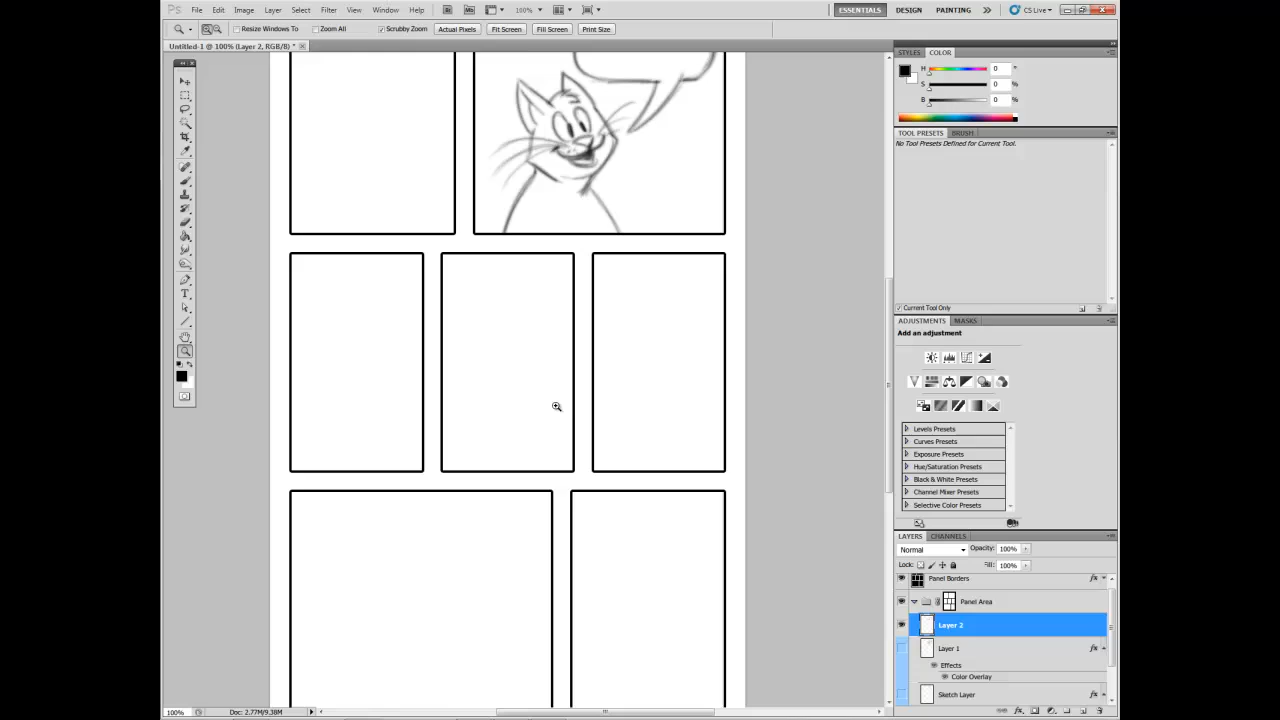 PS File Edit Image Layer Select Filter View Window Help Br Mb 100% ESSENTIALS DESIGN PAINTING CS Live
Resize Windows To Zoom All Scrubby Zoom Actual Pixels Fit Screen Fill Screen Print Size
Untitled-1 @ 100% (Layer 2, RGB/8) *
STYLES COLOR
H 0 °
S 0 %
B 0 %
TOOL PRESETS BRUSH
No Tool Presets Defined for Current Tool.
Current Tool Only
ADJUSTMENTS MASKS
Add an adjustment
Levels Presets
Curves Presets
Exposure Presets
Hue/Saturation Presets
Black & White Presets
Channel Mixer Presets
Selective Color Presets
LAYERS CHANNELS
Normal Opacity: 100%
Lock: Fill: 100%
Panel Borders fx
Panel Area
Layer 2
Layer 1 fx
Effects
Color Overlay
Sketch Layer fx
100% Doc: 2.77M/9.38M